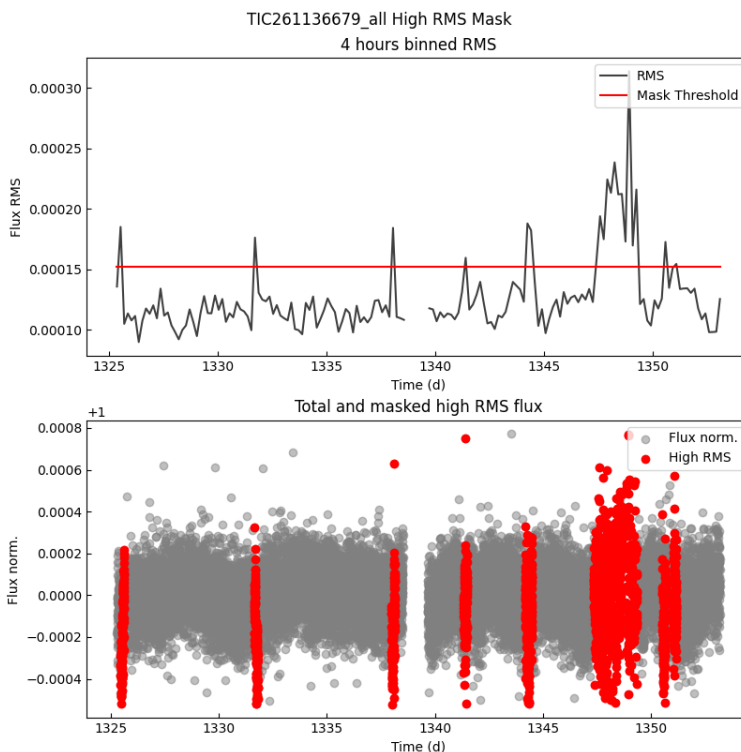 TIC261136679_all High RMS Mask
4 hours binned RMS
RMS
Mask Threshold
0.00030
0.00025
0.00020
0.00015
0.00010
Flux RMS
1325
1330
1335
1340
1345
1350
Time (d)
Total and masked high RMS flux
+1
Flux norm.
High RMS
0.0008
0.0006
0.0004
0.0002
0.0000
−0.0002
−0.0004
Flux norm.
1325
1330
1335
1340
1345
1350
Time (d)